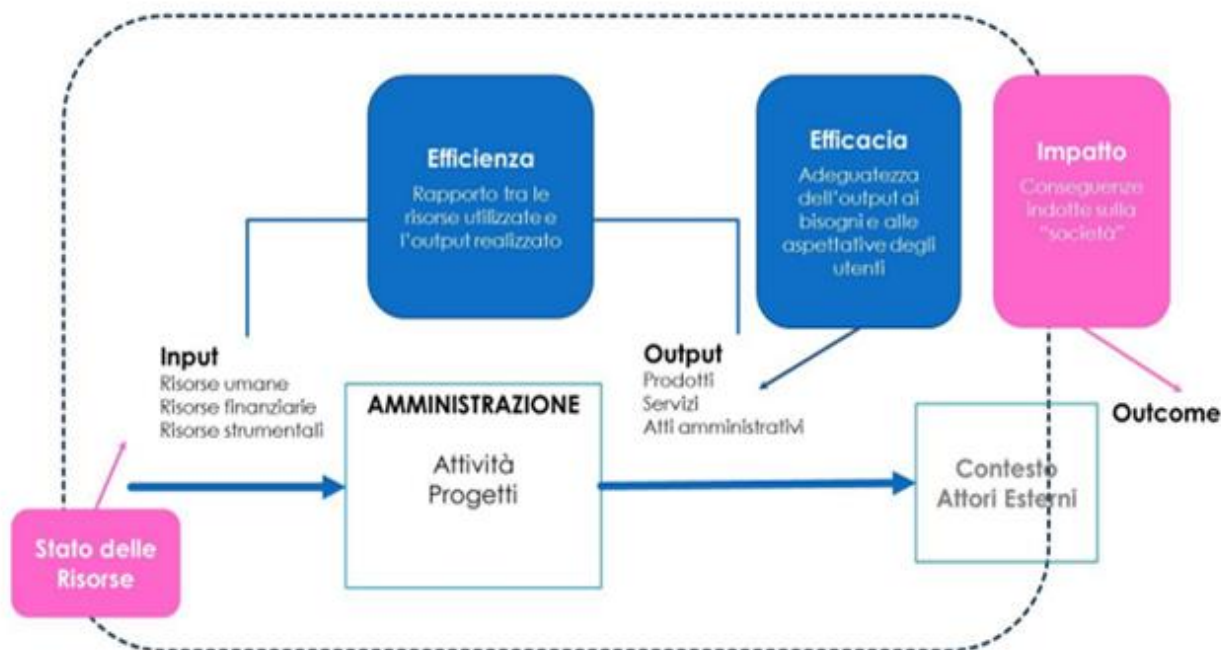 Efficienza
Rapporto tra le
risorse utilizzate e
l'output realizzato
Efficacia
Adeguatezza
dell'output ai
bisogni e alle
aspettative degli
utenti
Impatto
Conseguenze
indotte sulla
"società"
Input
Risorse umane
Risorse finanziarie
Risorse strumentali
AMMINISTRAZIONE
Attività
Progetti
Output
Prodotti
Servizi
Atti amministrativi
Outcome
Contesto
Attori Esterni
Stato delle
Risorse